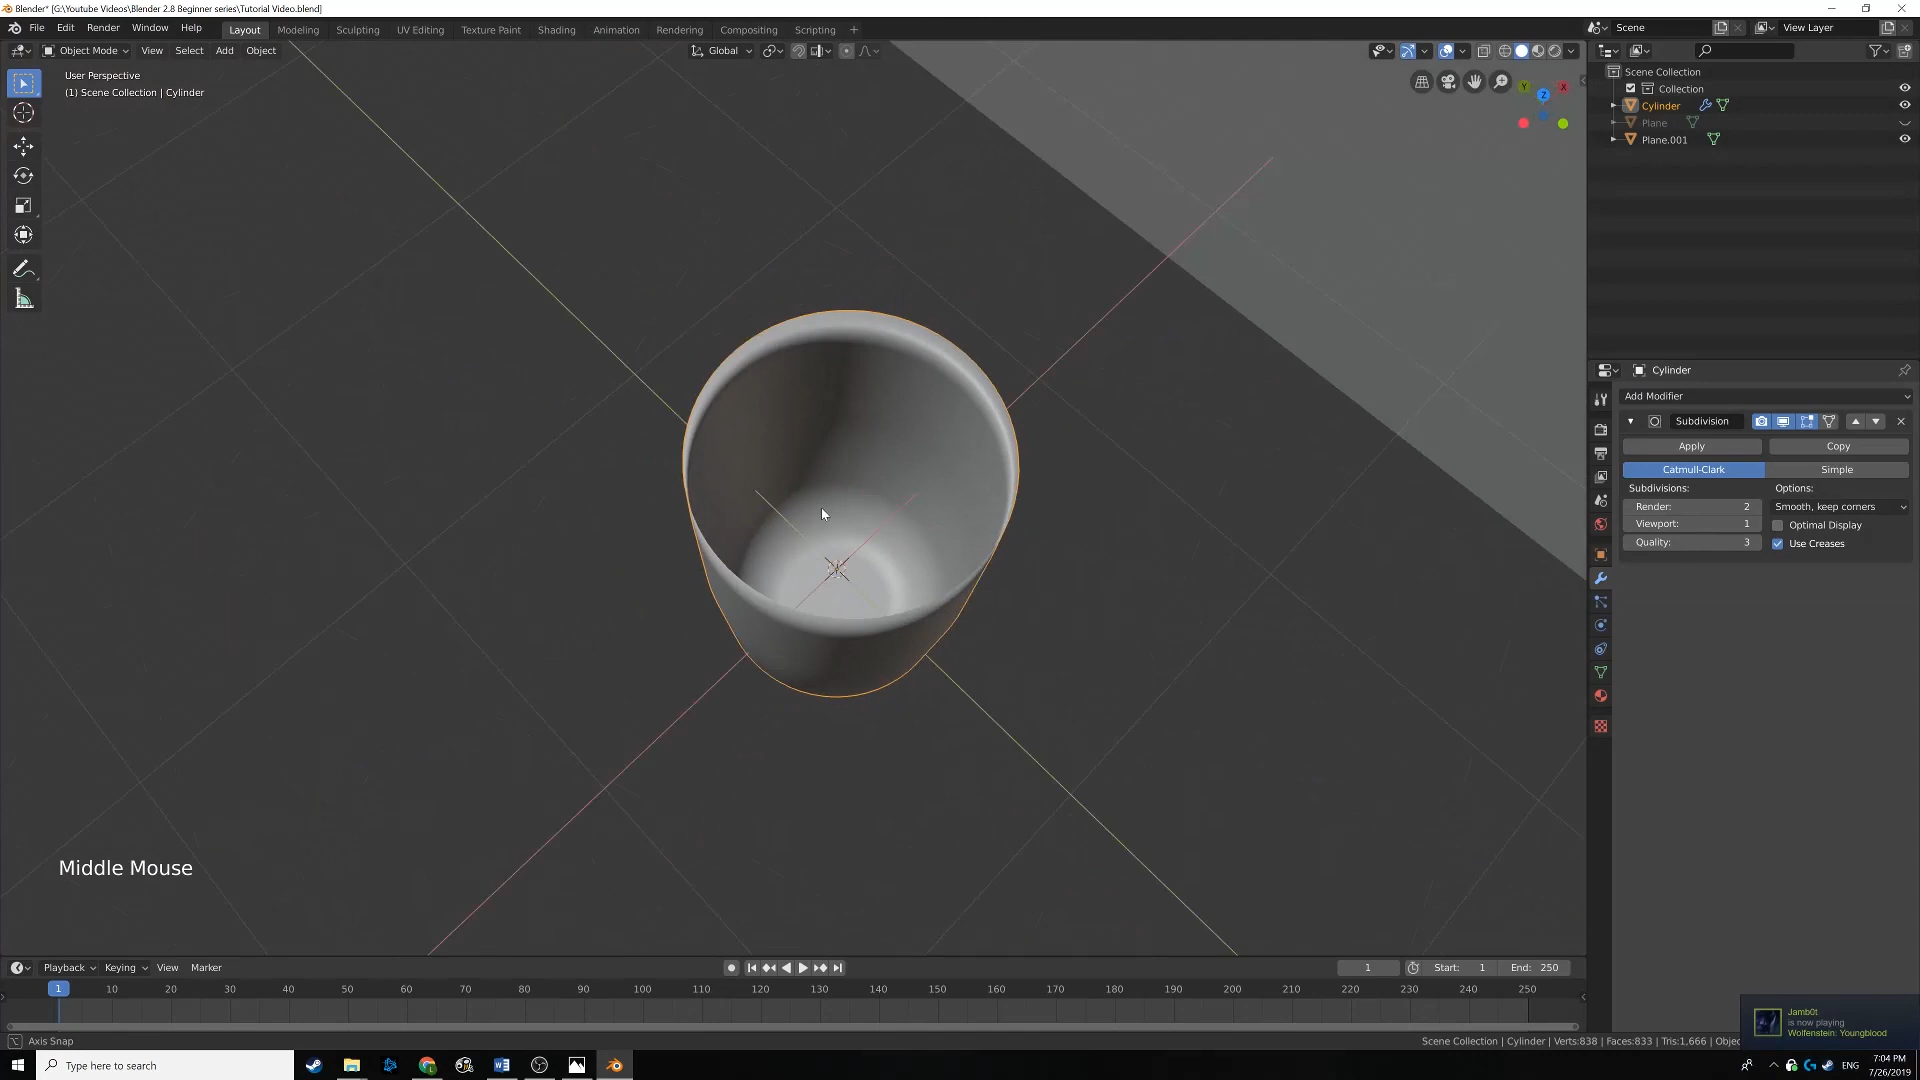 Blender* [G:\Youtube Videos\Blender 2.8 Beginner series\Tutorial Video.blend]
File Edit Render Window Help
Layout Modeling Sculpting UV Editing Texture Paint Shading Animation Rendering Compositing Scripting
Scene View Layer
Object Mode View Select Add Object
Global
User Perspective
(1) Scene Collection | Cylinder
Y X Z
Scene Collection
Collection
Cylinder
Plane
Plane.001
Cylinder
Add Modifier
Subdivision
Apply Copy
Catmull-Clark Simple
Subdivisions: Options:
Render: 2 Smooth, keep corners
Viewport: 1 Optimal Display
Quality: 3 Use Creases
Middle Mouse
Playback Keying View Marker
1 Start: 1 End: 250
1 10 20 30 40 50 60 70 80 90 100 110 120 130 140 150 160 170 180 190 200 210 220 230 240 250
Jamb0t
is now playing
Wolfenstein: Youngblood
Axis Snap
Scene Collection | Cylinder | Verts:838 | Faces:833 | Tris:1,666 | Objec
Type here to search
ENG
7:04 PM
7/26/2019